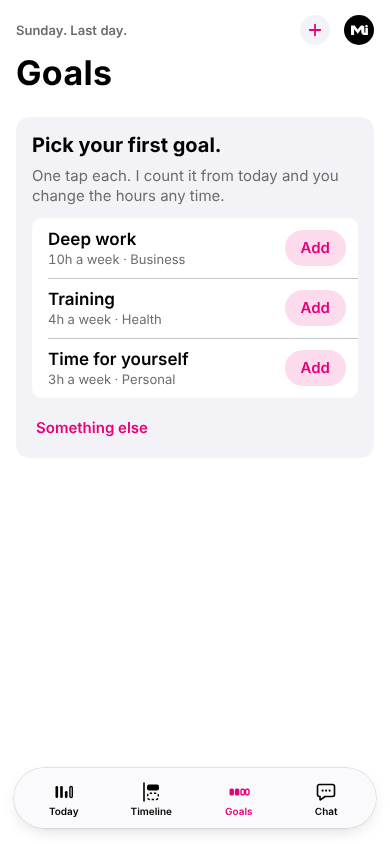 Sunday. Last day.
Mi
Goals
Pick your first goal.
One tap each. I count it from today and you
change the hours any time.
Deep work
10h a week · Business
Add
Training
4h a week · Health
Add
Time for yourself
3h a week · Personal
Add
Something else
Today
Timeline
Goals
Chat